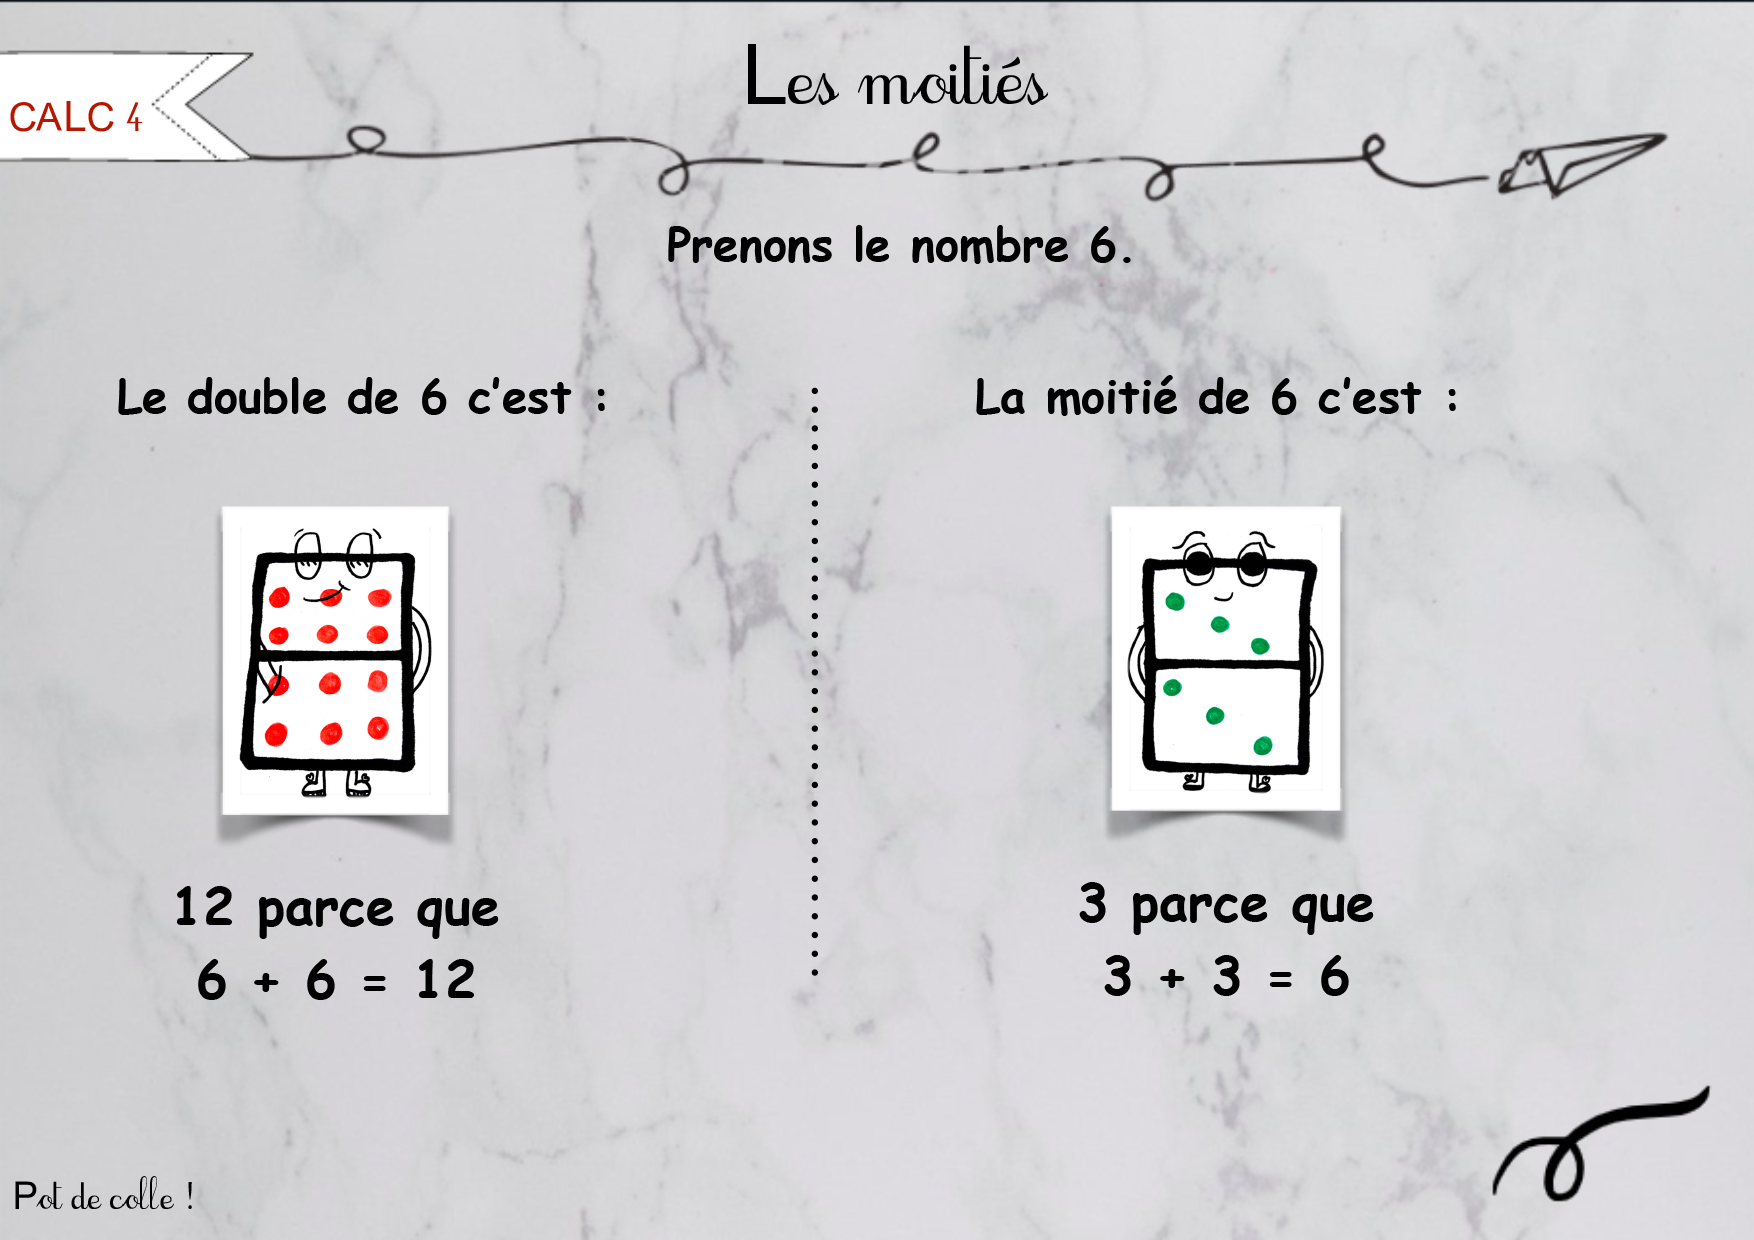 CALC 4
Les moitiés
Prenons le nombre 6.
Le double de 6 c'est :
12 parce que
6 + 6 = 12
La moitié de 6 c'est :
3 parce que
3 + 3 = 6
Pot de colle !